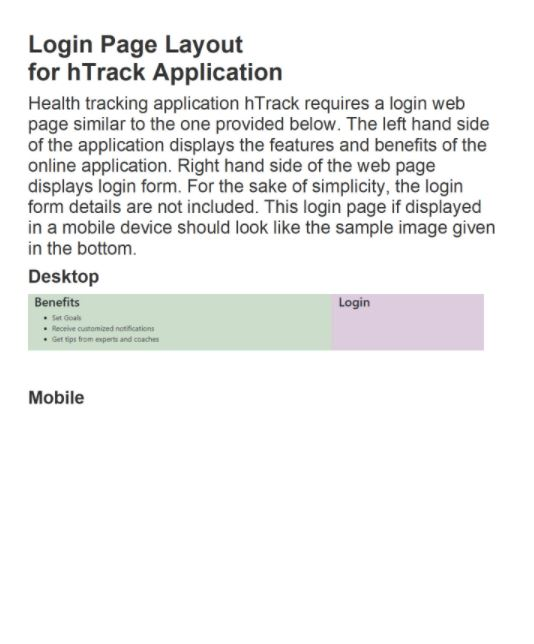 Login Page Layout
for hTrack Application
Health tracking application hTrack requires a login web
page similar to the one provided below. The left hand side
of the application displays the features and benefits of the
online application. Right hand side of the web page
displays login form. For the sake of simplicity, the login
form details are not included. This login page if displayed
in a mobile device should look like the sample image given
in the bottom.
Desktop
Benefits
• Set Goals
• Receive customized notifications
• Get tips from experts and coaches
Login
Mobile